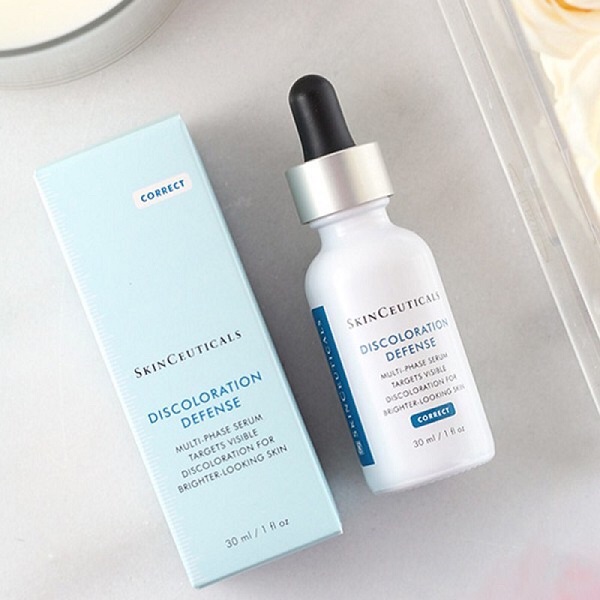 CORRECT
SKINCEUTICALS
DISCOLORATION
DEFENSE
MULTI-PHASE SERUM
TARGETS VISIBLE
DISCOLORATION FOR
BRIGHTER-LOOKING SKIN
30 ml / 1 fl oz
SKINCEUTICALS
SKINCEUTICALS
DISCOLORATION
DEFENSE
MULTI-PHASE SERUM
TARGETS VISIBLE
DISCOLORATION FOR
BRIGHTER-LOOKING SKIN
CORRECT
30 ml / 1 fl oz